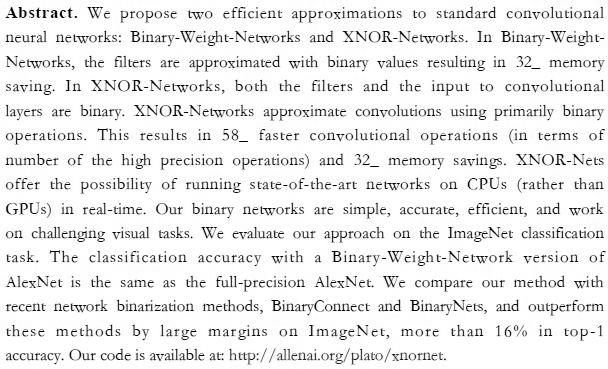 Abstract. We propose two efficient approximations to standard convolutional
neural networks: Binary-Weight-Networks and XNOR-Networks. In Binary-Weight-
Networks, the filters are approximated with binary values resulting in 32_ memory
saving. In XNOR-Networks, both the filters and the input to convolutional
layers are binary. XNOR-Networks approximate convolutions using primarily binary
operations. This results in 58_ faster convolutional operations (in terms of
number of the high precision operations) and 32_ memory savings. XNOR-Nets
offer the possibility of running state-of-the-art networks on CPUs (rather than
GPUs) in real-time. Our binary networks are simple, accurate, efficient, and work
on challenging visual tasks. We evaluate our approach on the ImageNet classification
task. The classification accuracy with a Binary-Weight-Network version of
AlexNet is the same as the full-precision AlexNet. We compare our method with
recent network binarization methods, BinaryConnect and BinaryNets, and outperform
these methods by large margins on ImageNet, more than 16% in top-1
accuracy. Our code is available at: http://allenai.org/plato/xnornet.